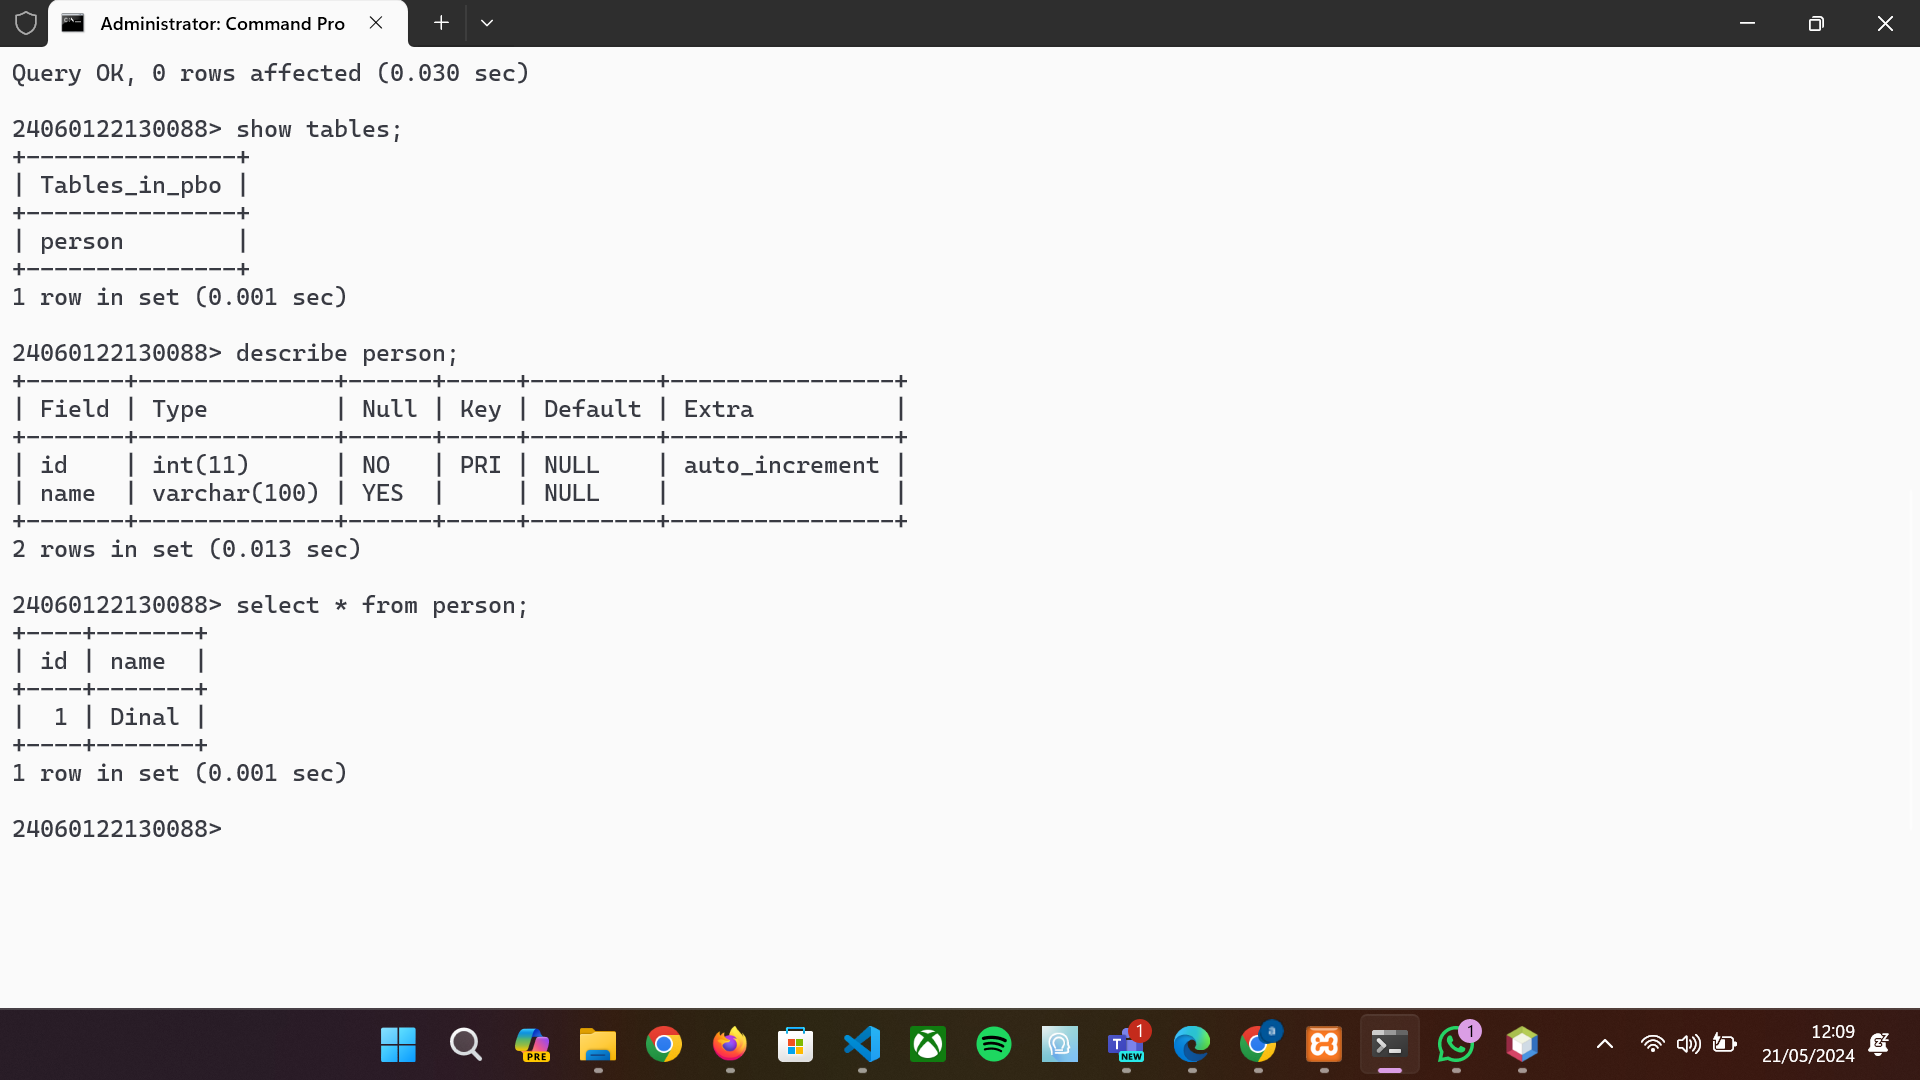 Administrator: Command Pro
Query OK, 0 rows affected (0.030 sec)
24060122130088> show tables;
+---------------+
| Tables_in_pbo |
+---------------+
| person        |
+---------------+
1 row in set (0.001 sec)
24060122130088> describe person;
+-------+--------------+------+-----+---------+----------------+
| Field | Type         | Null | Key | Default | Extra          |
+-------+--------------+------+-----+---------+----------------+
| id    | int(11)      | NO   | PRI | NULL    | auto_increment |
| name  | varchar(100) | YES  |     | NULL    |                |
+-------+--------------+------+-----+---------+----------------+
2 rows in set (0.013 sec)
24060122130088> select * from person;
+----+-------+
| id | name  |
+----+-------+
|  1 | Dinal |
+----+-------+
1 row in set (0.001 sec)
24060122130088>
PRE
T
1
NEW
a
1
12:09
21/05/2024